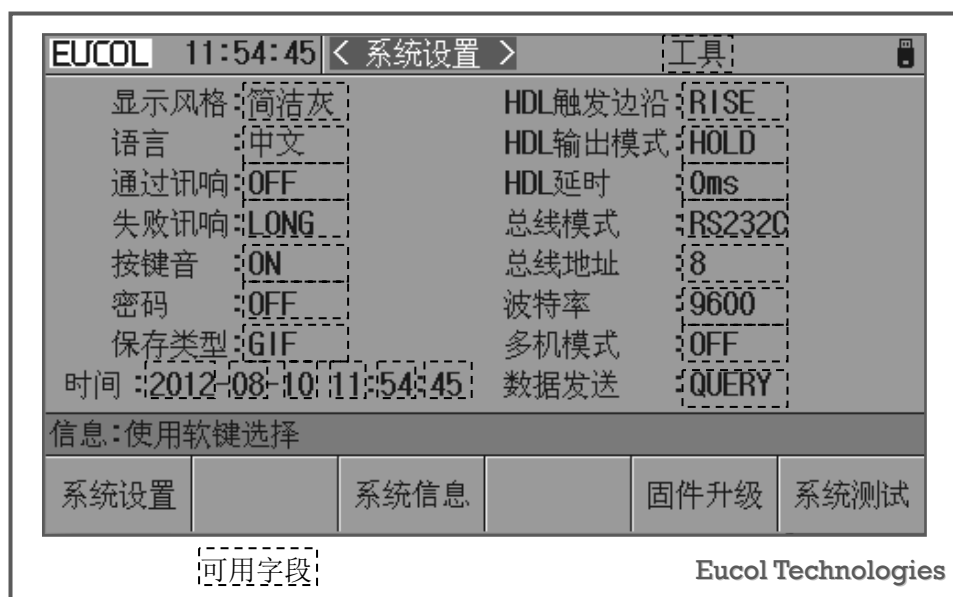 EUCOL 11:54:45 < 系统设置 > 工具
显示风格:简洁灰 HDL触发边沿:RISE
语言 :中文 HDL输出模式:HOLD
通过讯响:OFF HDL延时 :0ms
失败讯响:LONG 总线模式 :RS232C
按键音 :ON 总线地址 :8
密码 :OFF 波特率 :9600
保存类型:GIF 多机模式 :OFF
时间 :2012-08-10 11:54:45 数据发送 :QUERY
信息:使用软键选择
系统设置 系统信息 固件升级 系统测试
可用字段 Eucol Technologies